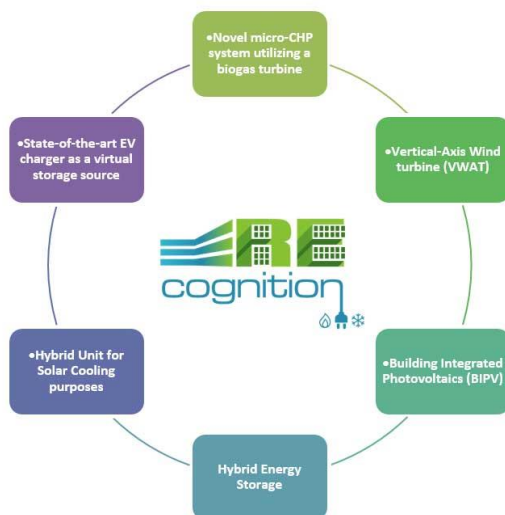 •Novel micro-CHP
system utilizing a
biogas turbine
•State-of-the-art EV
charger as a virtual
storage source
•Vertical-Axis Wind
turbine (VWAT)
RE
cognition
•Hybrid Unit for
Solar Cooling
purposes
•Building Integrated
Photovoltaics (BIPV)
Hybrid Energy
Storage